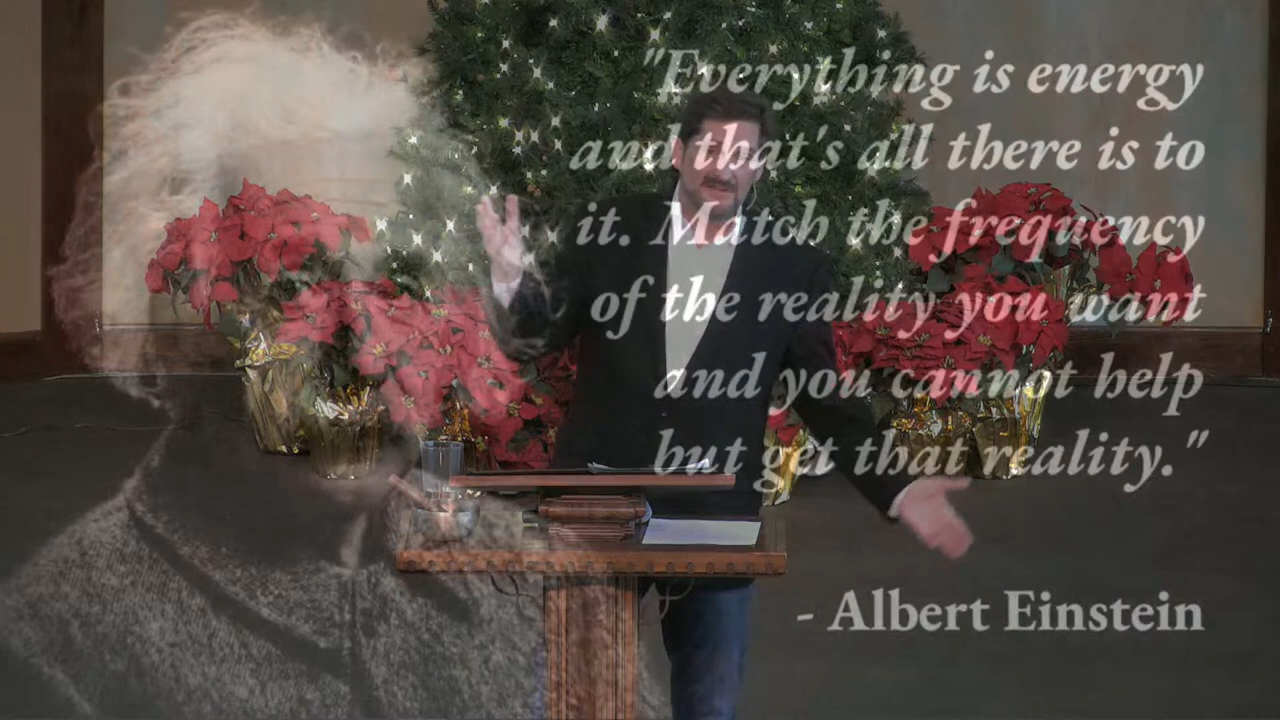 "Everything is energy
and that's all there is to
it. Match the frequency
of the reality you want
and you cannot help
but get that reality."
- Albert Einstein